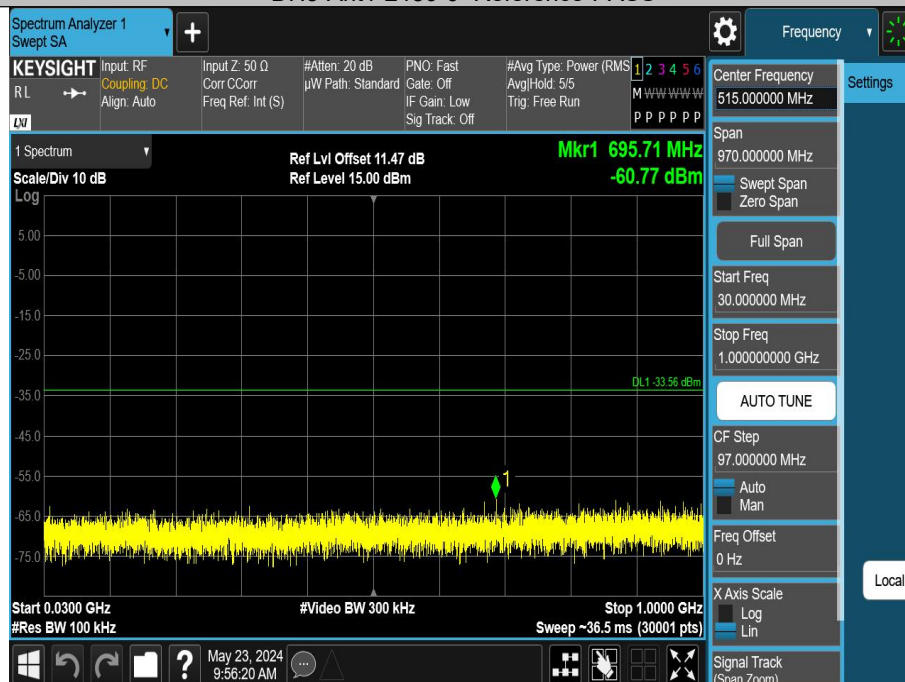 Spectrum Analyzer 1
Swept SA
Frequency
KEYSIGHT
RL
LXI
Input: RF
Coupling: DC
Align: Auto
Input Z: 50 Ω
Corr CCorr
Freq Ref: Int (S)
#Atten: 20 dB
µW Path: Standard
PNO: Fast
Gate: Off
IF Gain: Low
Sig Track: Off
#Avg Type: Power (RMS
Avg|Hold: 5/5
Trig: Free Run
1 2 3 4 5 6
M W W W W W
P P P P P P
1 Spectrum
Scale/Div 10 dB
Log
Ref Lvl Offset 11.47 dB
Ref Level 15.00 dBm
Mkr1 695.71 MHz
-60.77 dBm
5.00
-5.00
-15.0
-25.0
-35.0
-45.0
-55.0
-65.0
-75.0
DL1 -33.56 dBm
1
Start 0.0300 GHz
#Res BW 100 kHz
#Video BW 300 kHz
Stop 1.0000 GHz
Sweep ~36.5 ms (30001 pts)
May 23, 2024
9:56:20 AM
Center Frequency
515.000000 MHz
Settings
Span
970.000000 MHz
Swept Span
Zero Span
Full Span
Start Freq
30.000000 MHz
Stop Freq
1.000000000 GHz
AUTO TUNE
CF Step
97.000000 MHz
Auto
Man
Freq Offset
0 Hz
Local
X Axis Scale
Log
Lin
Signal Track
(Span Zoom)